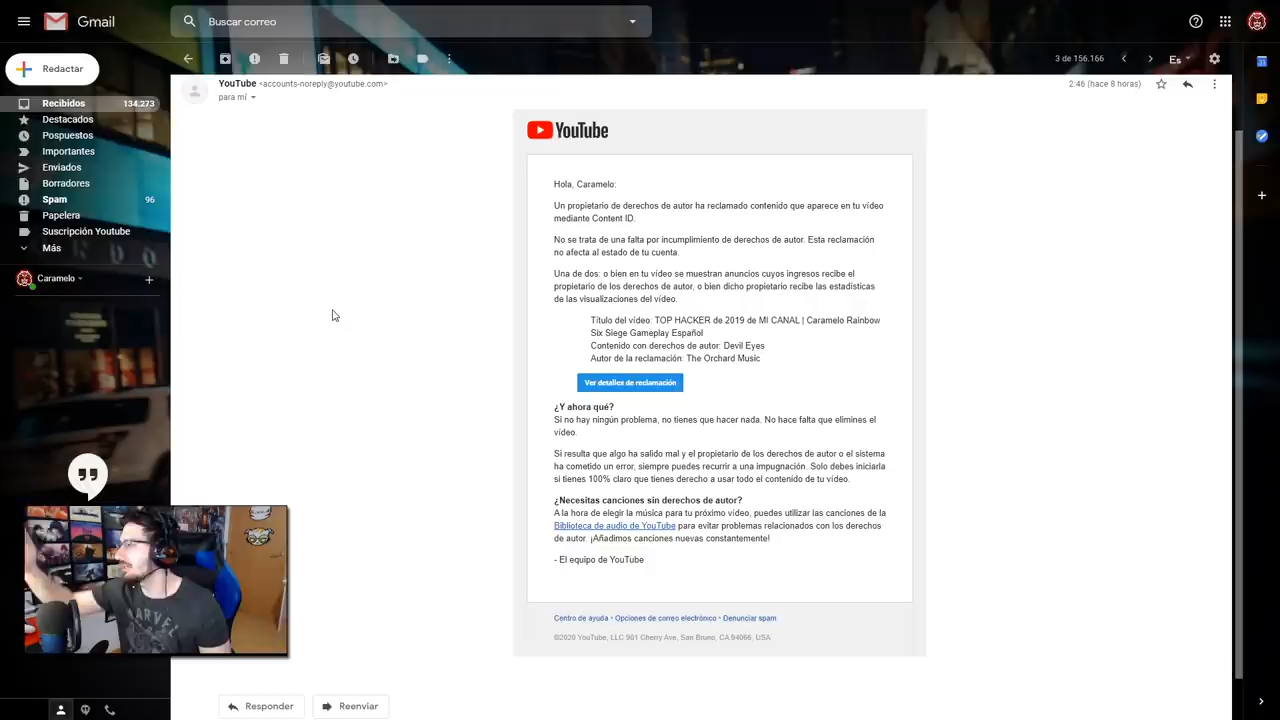 Gmail
Buscar correo
Redactar
3 de 156.166
Es
Recibidos 134.273
Destacados
Pospuestos
Importantes
Enviados
Borradores
Spam 96
Papelera
Suscripción Youtube
Más
Caramelo
YouTube <accounts-noreply@youtube.com>
2:46 (hace 8 horas)
para mí
YouTube
Hola, Caramelo:
Un propietario de derechos de autor ha reclamado contenido que aparece en tu vídeo
mediante Content ID.
No se trata de una falta por incumplimiento de derechos de autor. Esta reclamación
no afecta al estado de tu cuenta.
Una de dos: o bien en tu vídeo se muestran anuncios cuyos ingresos recibe el
propietario de los derechos de autor, o bien dicho propietario recibe las estadísticas
de las visualizaciones del vídeo.
Título del vídeo: TOP HACKER de 2019 de MI CANAL | Caramelo Rainbow
Six Siege Gameplay Español
Contenido con derechos de autor: Devil Eyes
Autor de la reclamación: The Orchard Music
Ver detalles de reclamación
¿Y ahora qué?
Si no hay ningún problema, no tienes que hacer nada. No hace falta que elimines el
vídeo.
Si resulta que algo ha salido mal y el propietario de los derechos de autor o el sistema
ha cometido un error, siempre puedes recurrir a una impugnación. Solo debes iniciarla
si tienes 100% claro que tienes derecho a usar todo el contenido de tu vídeo.
¿Necesitas canciones sin derechos de autor?
A la hora de elegir la música para tu próximo vídeo, puedes utilizar las canciones de la
Biblioteca de audio de YouTube para evitar problemas relacionados con los derechos
de autor. ¡Añadimos canciones nuevas constantemente!
- El equipo de YouTube
Centro de ayuda • Opciones de correo electrónico • Denunciar spam
©2020 YouTube, LLC 901 Cherry Ave, San Bruno, CA 94066, USA
MARVEL
Responder
Reenviar